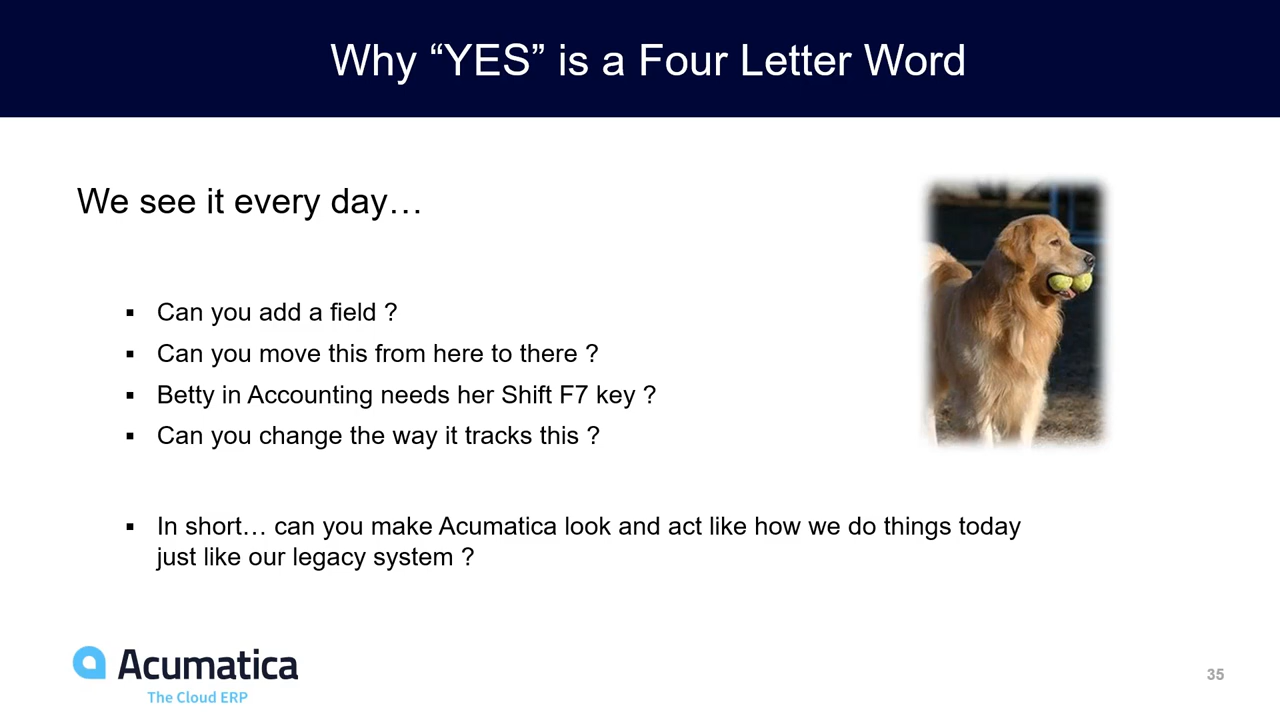 Why “YES” is a Four Letter Word
We see it every day…
▪ Can you add a field ?
▪ Can you move this from here to there ?
▪ Betty in Accounting needs her Shift F7 key ?
▪ Can you change the way it tracks this ?
▪ In short… can you make Acumatica look and act like how we do things today
just like our legacy system ?
Acumatica
The Cloud ERP
35